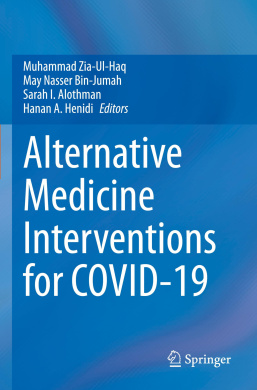 Muhammad Zia-Ul-Haq
May Nasser Bin-Jumah
Sarah I. Alothman
Hanan A. Henidi Editors
Alternative
Medicine
Interventions
for COVID-19
Springer